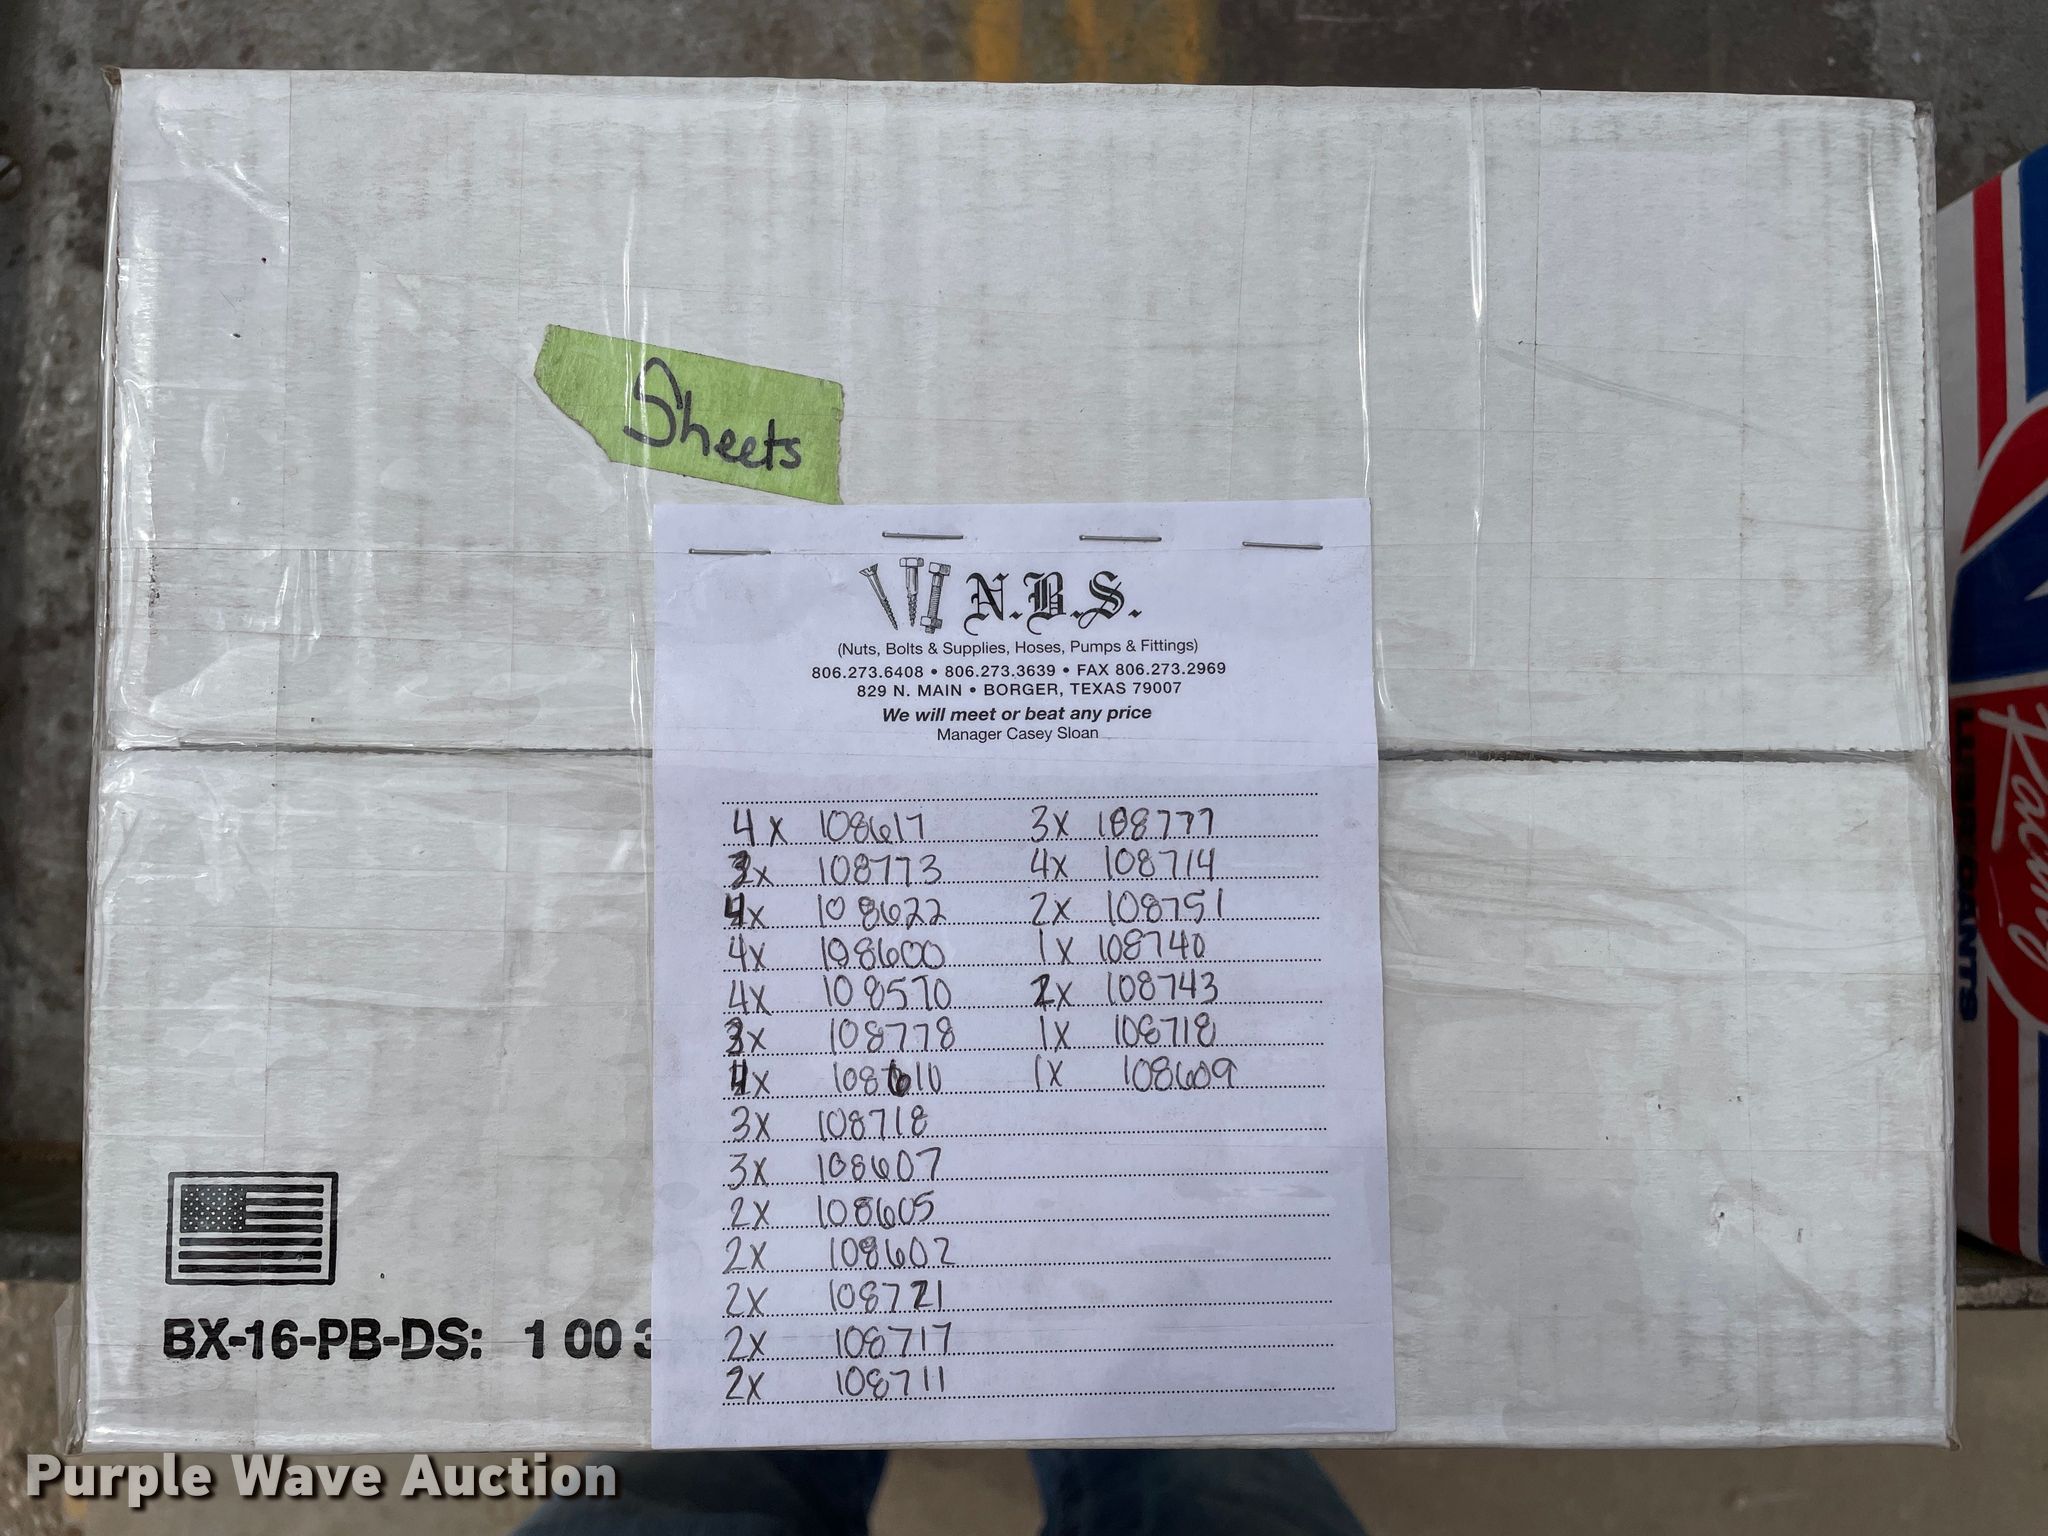 Sheets
N.B.S.
(Nuts, Bolts & Supplies, Hoses, Pumps & Fittings)
806.273.6408 • 806.273.3639 • FAX 806.273.2969
829 N. MAIN • BORGER, TEXAS 79007
We will meet or beat any price
Manager Casey Sloan
4x 108617 3x 108777
3x 108773 4x 108714
4x 108622 2x 108751
4x 108600 1x 108740
4x 108570 2x 108743
3x 108778 1x 108718
4x 108610 1x 108609
3x 108718
3x 108607
2x 108605
2x 108602
2x 108721
2x 108717
2x 108711
BX-16-PB-DS: 1 00 3
Racing
LUBRICANTS
Purple Wave Auction